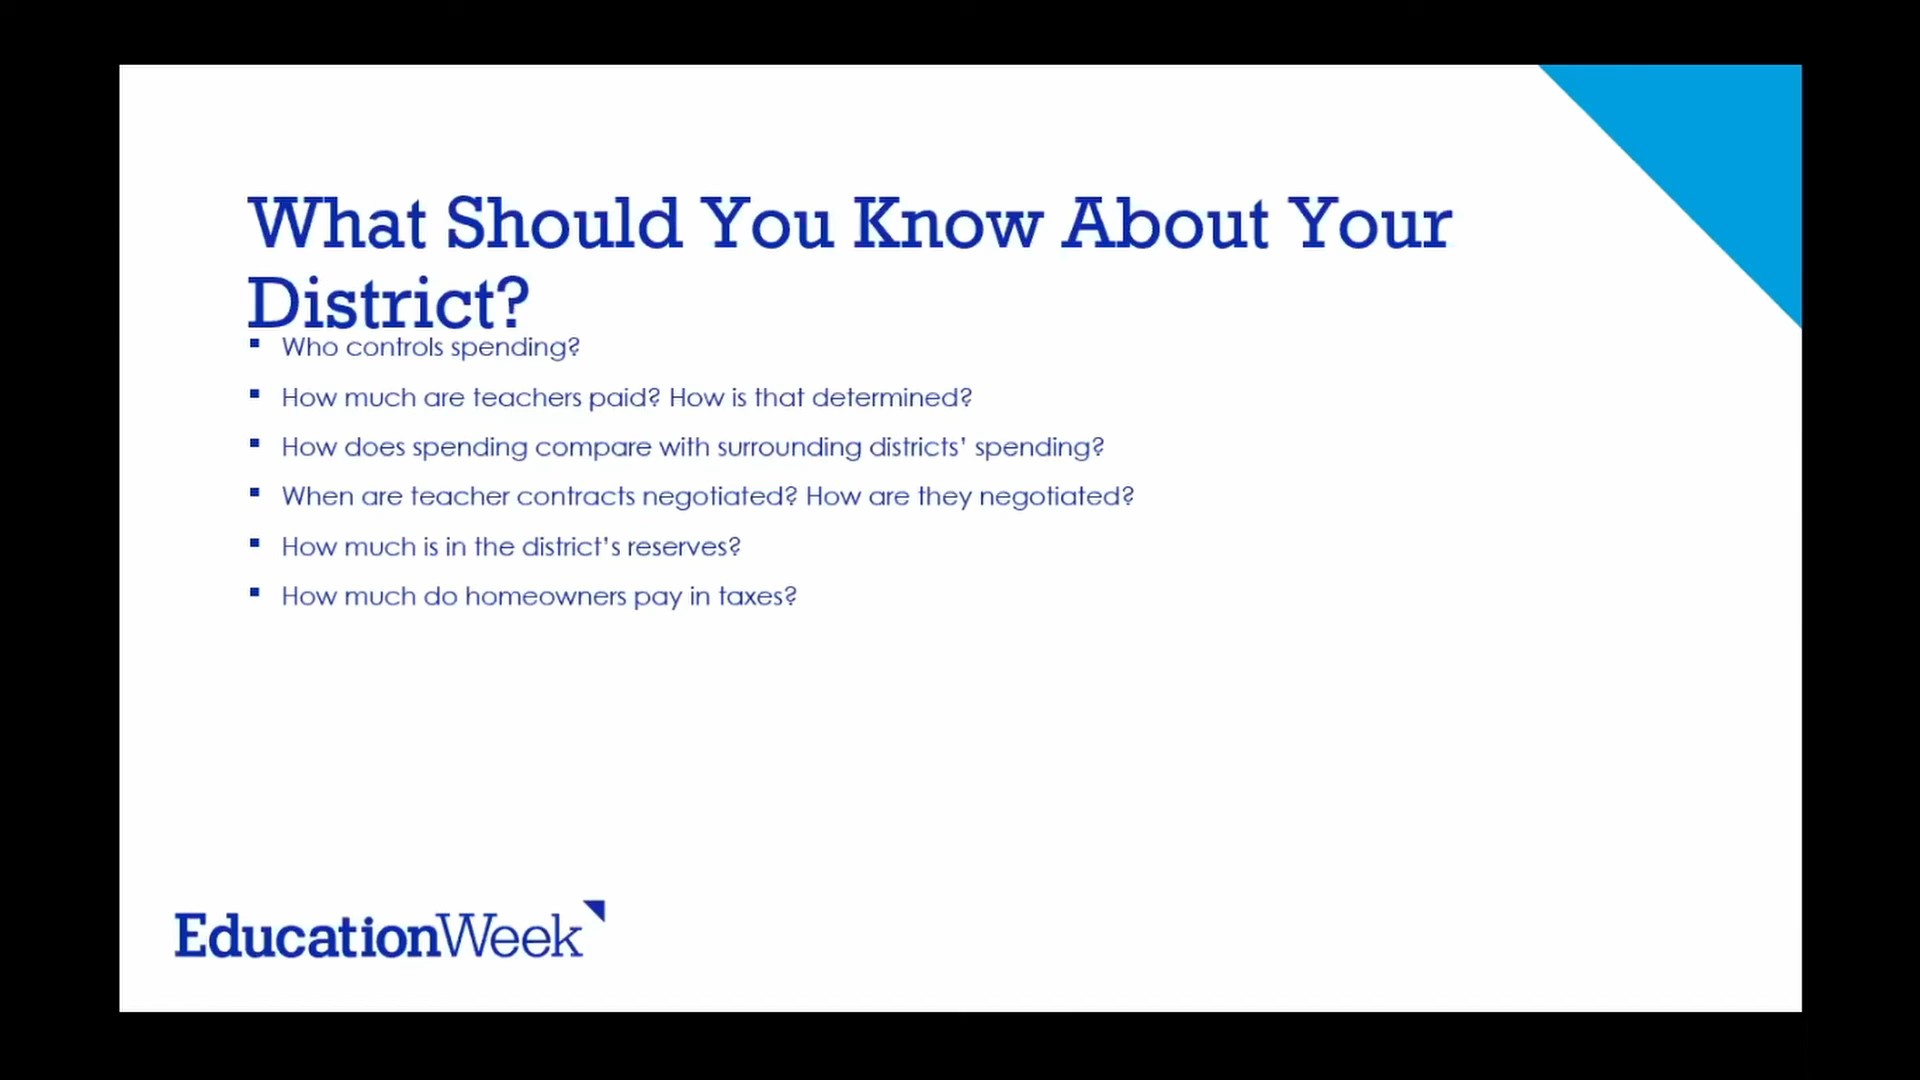 What Should You Know About Your
District?
▪ Who controls spending?
▪ How much are teachers paid? How is that determined?
▪ How does spending compare with surrounding districts’ spending?
▪ When are teacher contracts negotiated? How are they negotiated?
▪ How much is in the district’s reserves?
▪ How much do homeowners pay in taxes?
EducationWeek